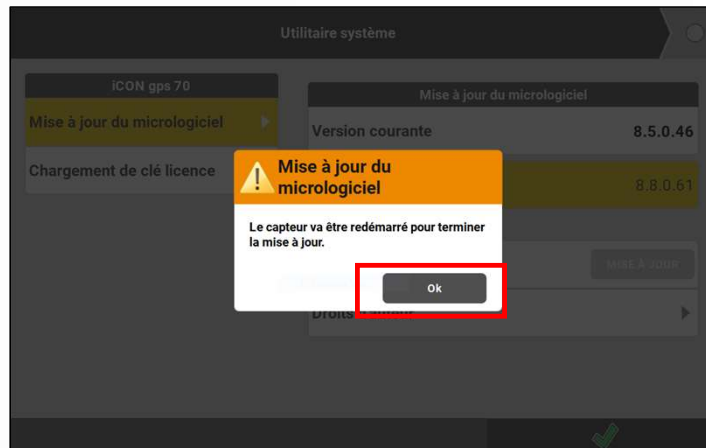 Utilitaire système
iCON gps 70
Mise à jour du micrologiciel
Chargement de clé licence
Mise à jour du micrologiciel
Version courante 8.5.0.46
8.8.0.61
MISE À JOUR
Mise à jour du
micrologiciel
Le capteur va être redémarré pour terminer
la mise à jour.
Ok